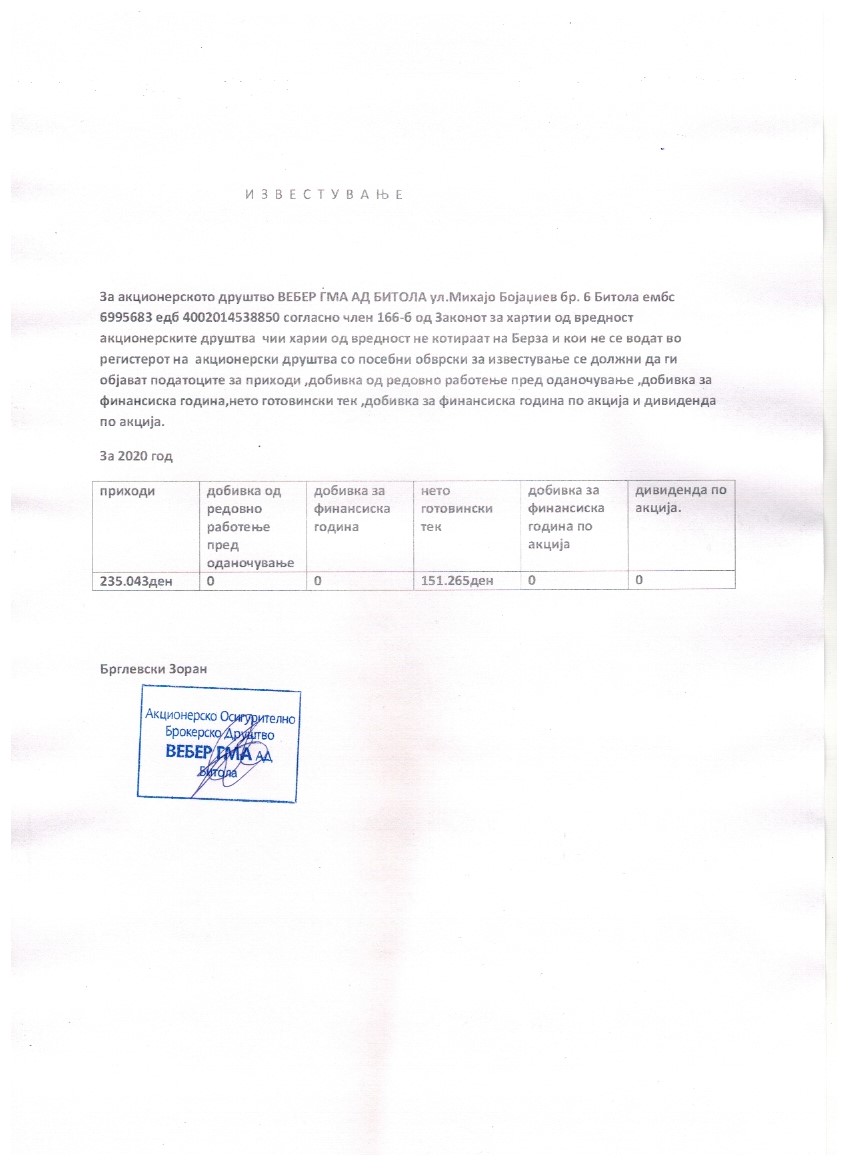 ИЗВЕСТУВАЊЕ
За акционерското друштво ВЕБЕР ГМА АД БИТОЛА ул.Михајо Бојаџиев бр. 6 Битола ембс
6995683 едб 4002014538850 согласно член 166-б од Законот за хартии од вредност
акционерските друштва чии харии од вредност не котираат на Берза и кои не се водат во
регистерот на акционерски друштва со посебни обврски за известување се должни да ги
објават податоците за приходи ,добивка од редовно работење пред оданочување ,добивка за
финансиска година,нето готовински тек ,добивка за финансиска година по акција и дивиденда
по акција.
За 2020 год
приходи
добивка од
редовно
работење
пред
оданочување
добивка за
финансиска
година
нето
готовински
тек
добивка за
финансиска
година по
акција
дивиденда по
акција.
235.043ден 0 0 151.265ден 0 0
Брглевски Зоран
Акционерско Осигурително
Брокерско Друштво
ВЕБЕР ГМА АД
Битола